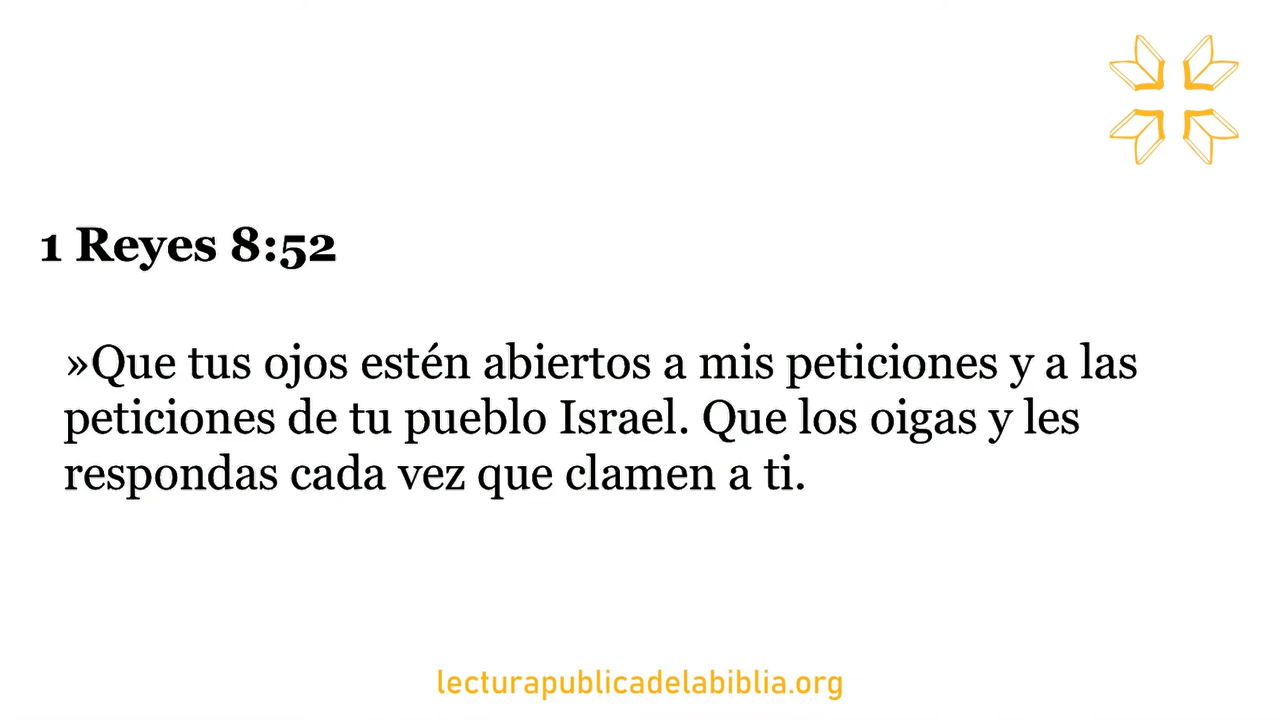 1 Reyes 8:52
»Que tus ojos estén abiertos a mis peticiones y a las
peticiones de tu pueblo Israel. Que los oigas y les
respondas cada vez que clamen a ti.
lecturapublicadelabiblia.org